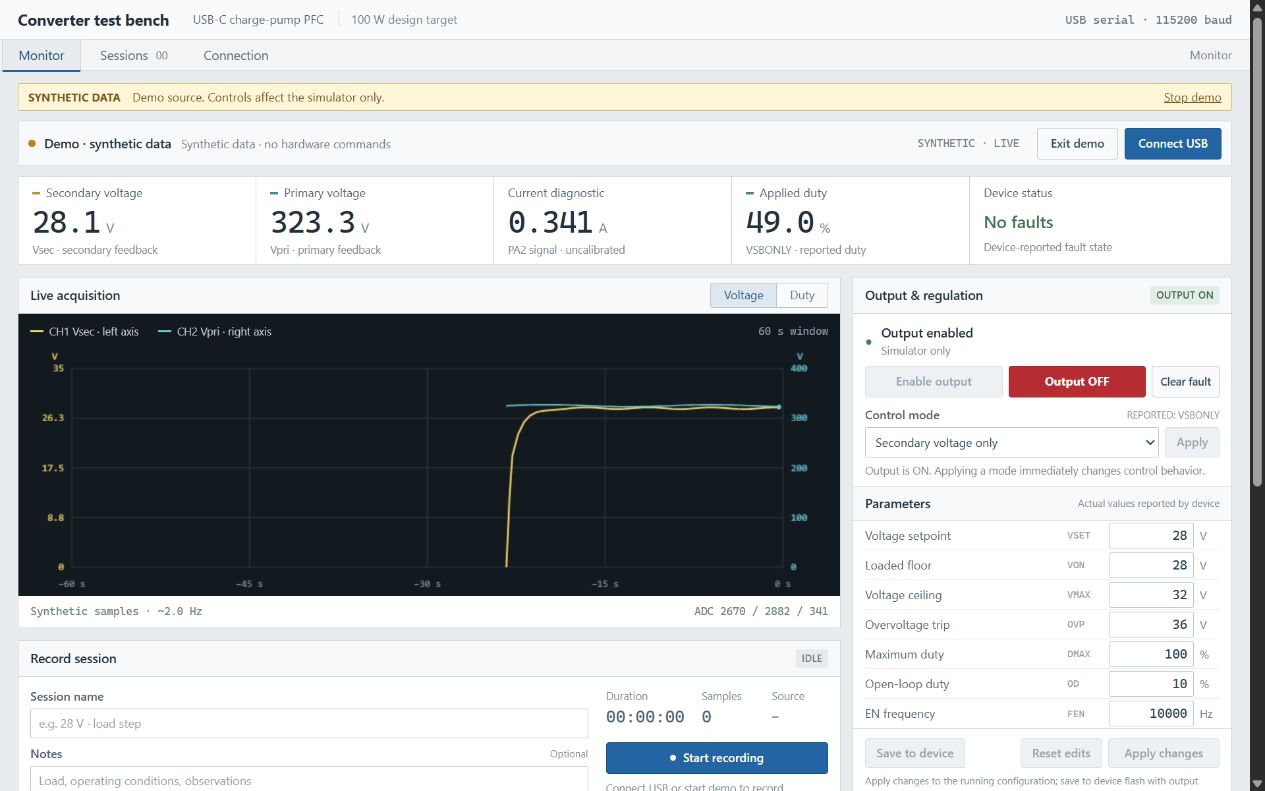 Converter test bench USB-C charge-pump PFC 100 W design target USB serial · 115200 baud
Monitor Sessions 00 Connection Monitor
SYNTHETIC DATA Demo source. Controls affect the simulator only. Stop demo
Demo · synthetic data Synthetic data · no hardware commands SYNTHETIC · LIVE Exit demo Connect USB
Secondary voltage
28.1 V
Vsec · secondary feedback
Primary voltage
323.3 V
Vpri · primary feedback
Current diagnostic
0.341 A
PA2 signal · uncalibrated
Applied duty
49.0 %
VSBONLY · reported duty
Device status
No faults
Device-reported fault state
Live acquisition Voltage Duty
CH1 Vsec · left axis CH2 Vpri · right axis 60 s window
V V
35 400
26.3 300
17.5 200
8.8 100
0 0
-60 s -45 s -30 s -15 s 0 s
Synthetic samples · ~2.0 Hz ADC 2670 / 2882 / 341
Record session IDLE
Session name
e.g. 28 V · load step
Notes Optional
Load, operating conditions, observations
Duration Samples Source
00:00:00 0 –
Start recording
Connect USB or start demo to record
Output & regulation OUTPUT ON
Output enabled
Simulator only
Enable output Output OFF Clear fault
Control mode REPORTED: VSBONLY
Secondary voltage only Apply
Output is ON. Applying a mode immediately changes control behavior.
Parameters Actual values reported by device
Voltage setpoint VSET 28 V
Loaded floor VON 28 V
Voltage ceiling VMAX 32 V
Overvoltage trip OVP 36 V
Maximum duty DMAX 100 %
Open-loop duty OD 10 %
EN frequency FEN 10000 Hz
Save to device Reset edits Apply changes
Apply changes to the running configuration; save to device flash with output